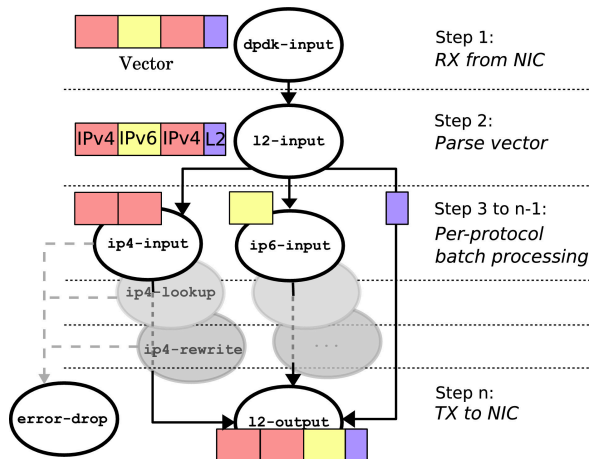 dpdk-input
Vector
Step 1:
RX from NIC
IPv4 IPv6 IPv4 L2
l2-input
Step 2:
Parse vector
ip4-input
ip6-input
Step 3 to n-1:
Per-protocol
batch processing
ip4-lookup
ip4-rewrite
...
error-drop
l2-output
Step n:
TX to NIC